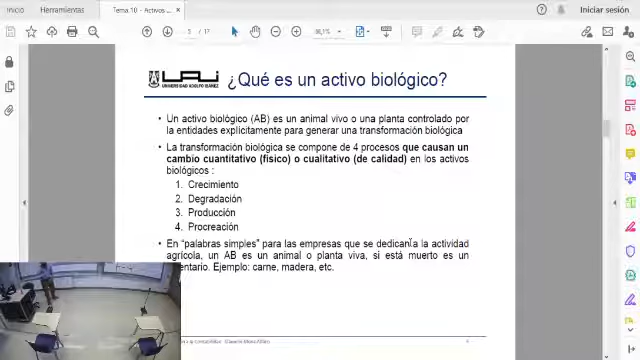 Inicio
Herramientas
Tema 10 - Activos ...
Iniciar sesión
/ 17
UNIVERSIDAD ADOLFO IBÁÑEZ
¿Qué es un activo biológico?
• Un activo biológico (AB) es un animal vivo o una planta controlado por
la entidades explícitamente para generar una transformación biológica
• La transformación biológica se compone de 4 procesos que causan un
cambio cuantitativo (físico) o cualitativo (de calidad) en los activos
biológicos :
1. Crecimiento
2. Degradación
3. Producción
4. Procreación
• En "palabras simples" para las empresas que se dedican a la actividad
agrícola, un AB es un animal o planta viva, si está muerto es un
entario. Ejemplo: carne, madera, etc.